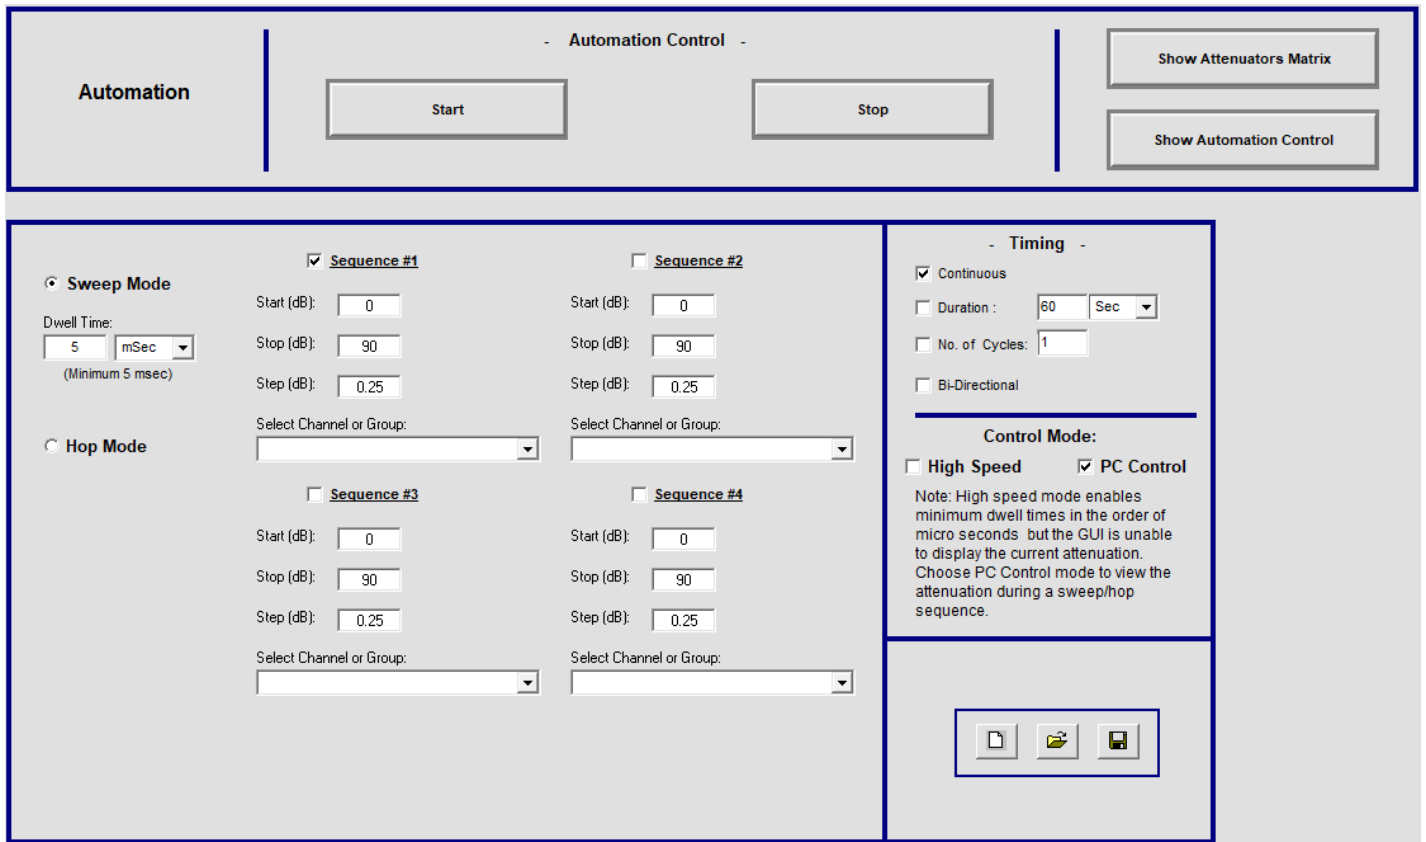 Automation
- Automation Control -
Start
Stop
Show Attenuators Matrix
Show Automation Control
Sweep Mode
Dwell Time:
5 mSec
(Minimum 5 msec)
Hop Mode
Sequence #1
Start (dB): 0
Stop (dB): 90
Step (dB): 0.25
Select Channel or Group:
Sequence #2
Start (dB): 0
Stop (dB): 90
Step (dB): 0.25
Select Channel or Group:
Sequence #3
Start (dB): 0
Stop (dB): 90
Step (dB): 0.25
Select Channel or Group:
Sequence #4
Start (dB): 0
Stop (dB): 90
Step (dB): 0.25
Select Channel or Group:
- Timing -
Continuous
Duration : 60 Sec
No. of Cycles: 1
Bi-Directional
Control Mode:
High Speed PC Control
Note: High speed mode enables
minimum dwell times in the order of
micro seconds but the GUI is unable
to display the current attenuation.
Choose PC Control mode to view the
attenuation during a sweep/hop
sequence.